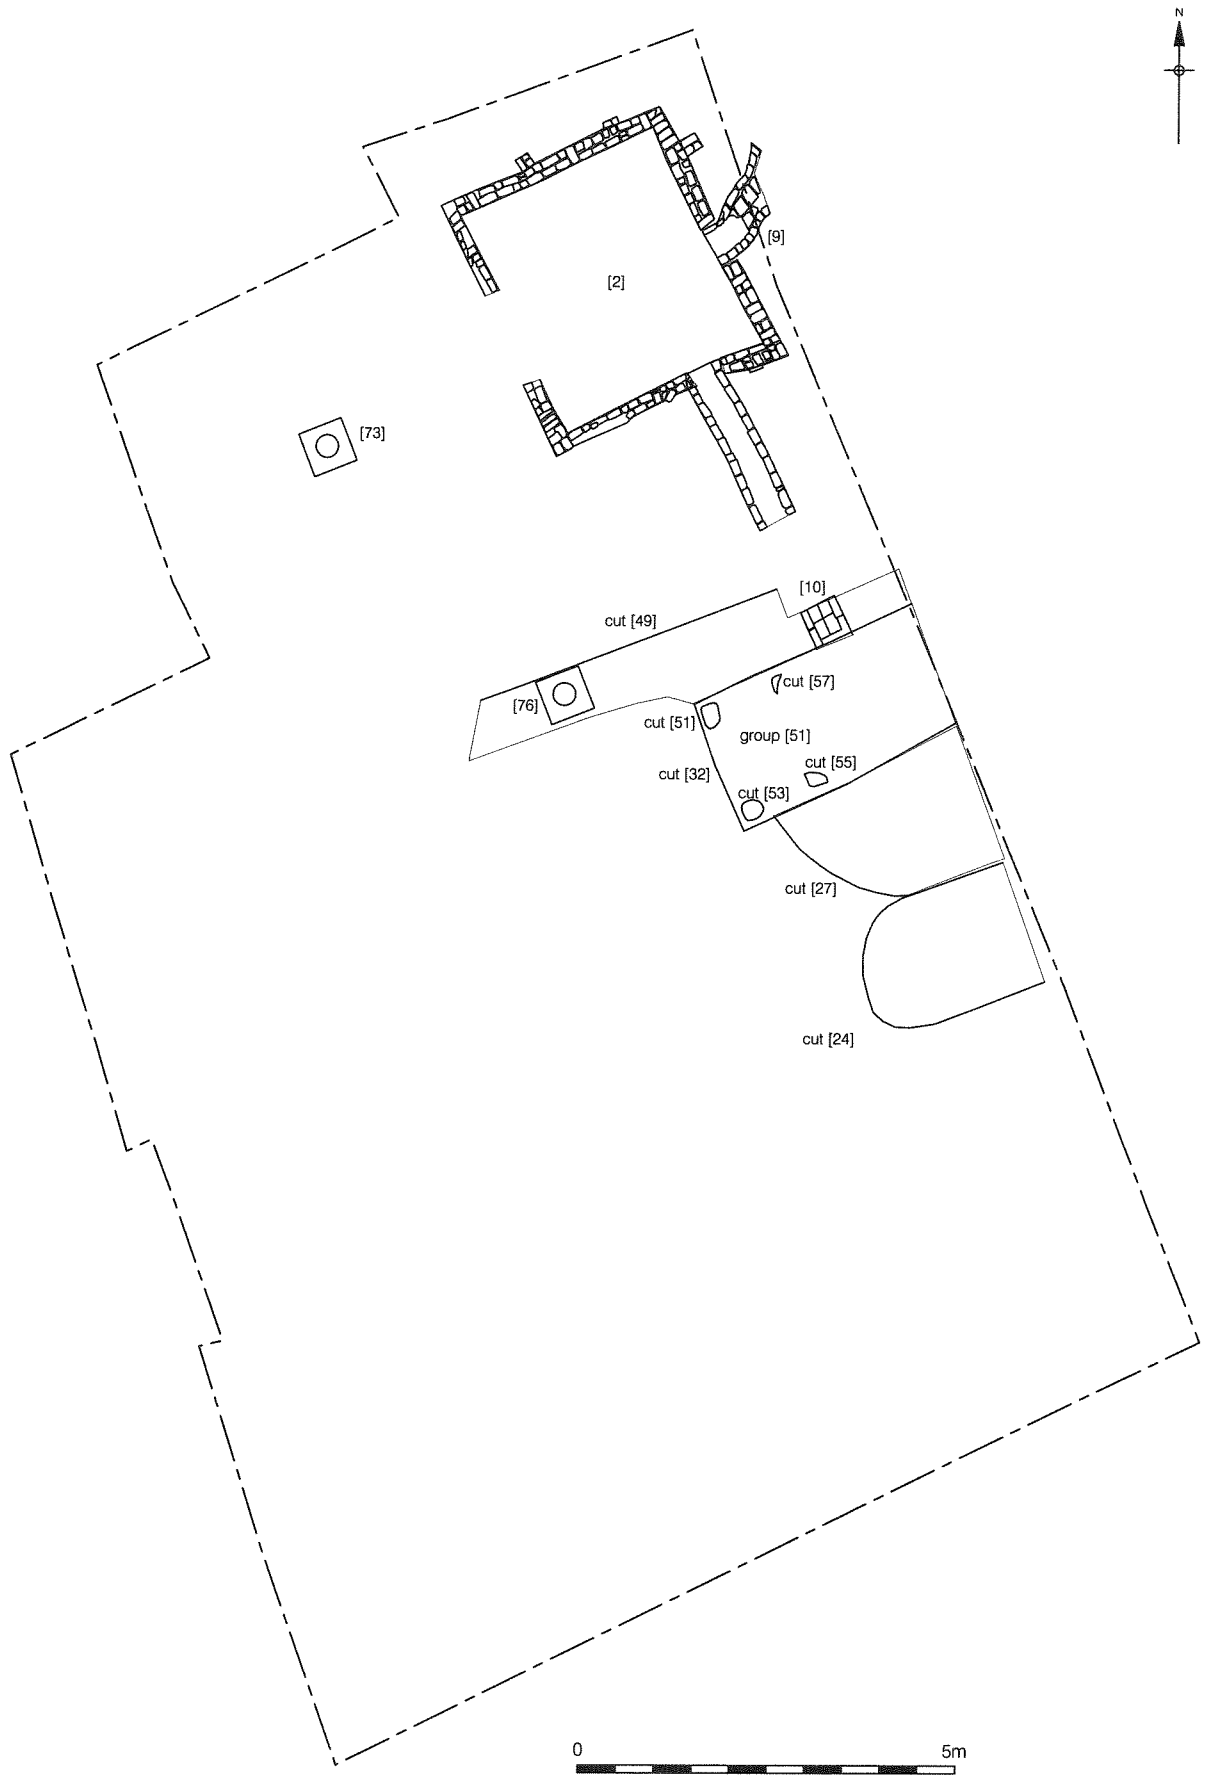 N
[9]
[2]
[73]
[10]
cut [49]
cut [57]
[76]
cut [51]
group [51]
cut [55]
cut [32]
cut [53]
cut [27]
cut [24]
0
5m